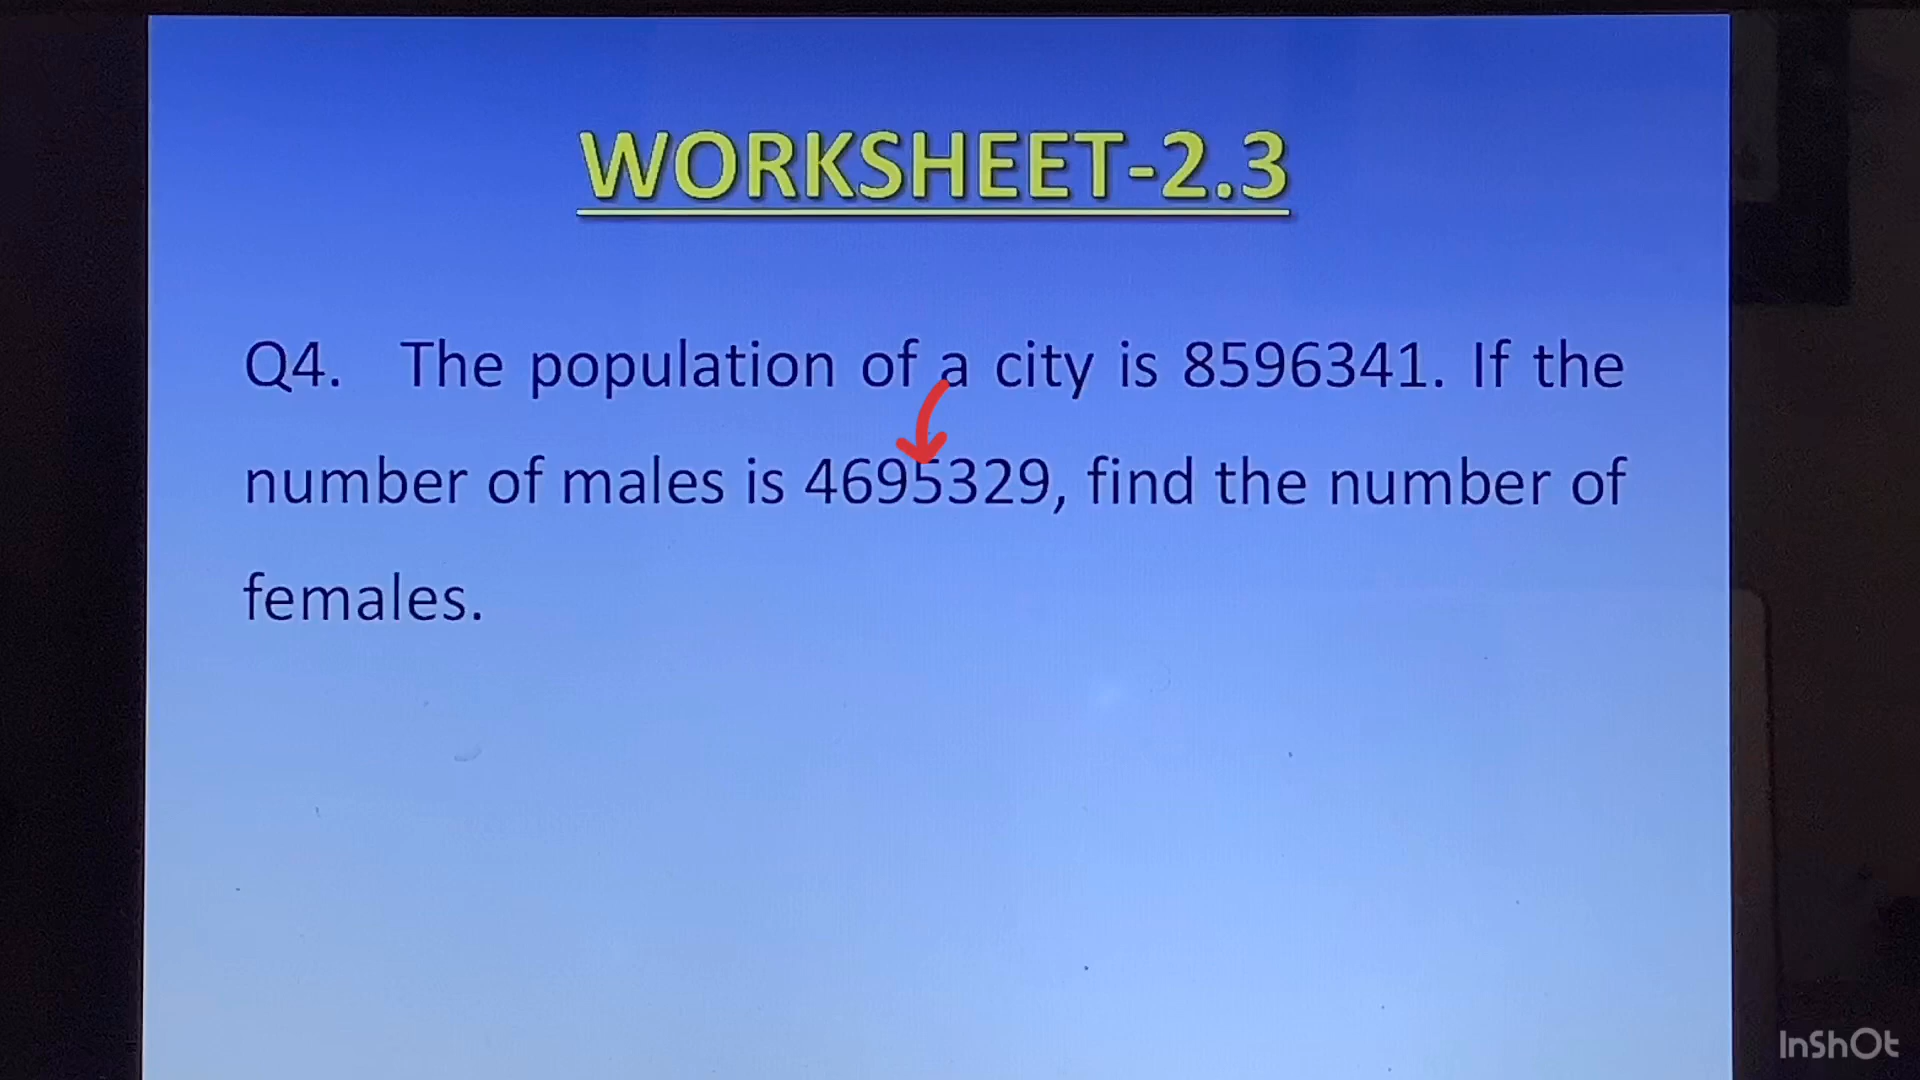 WORKSHEET-2.3
Q4. The population of a city is 8596341. If the
number of males is 4695329, find the number of
females.
InShOt